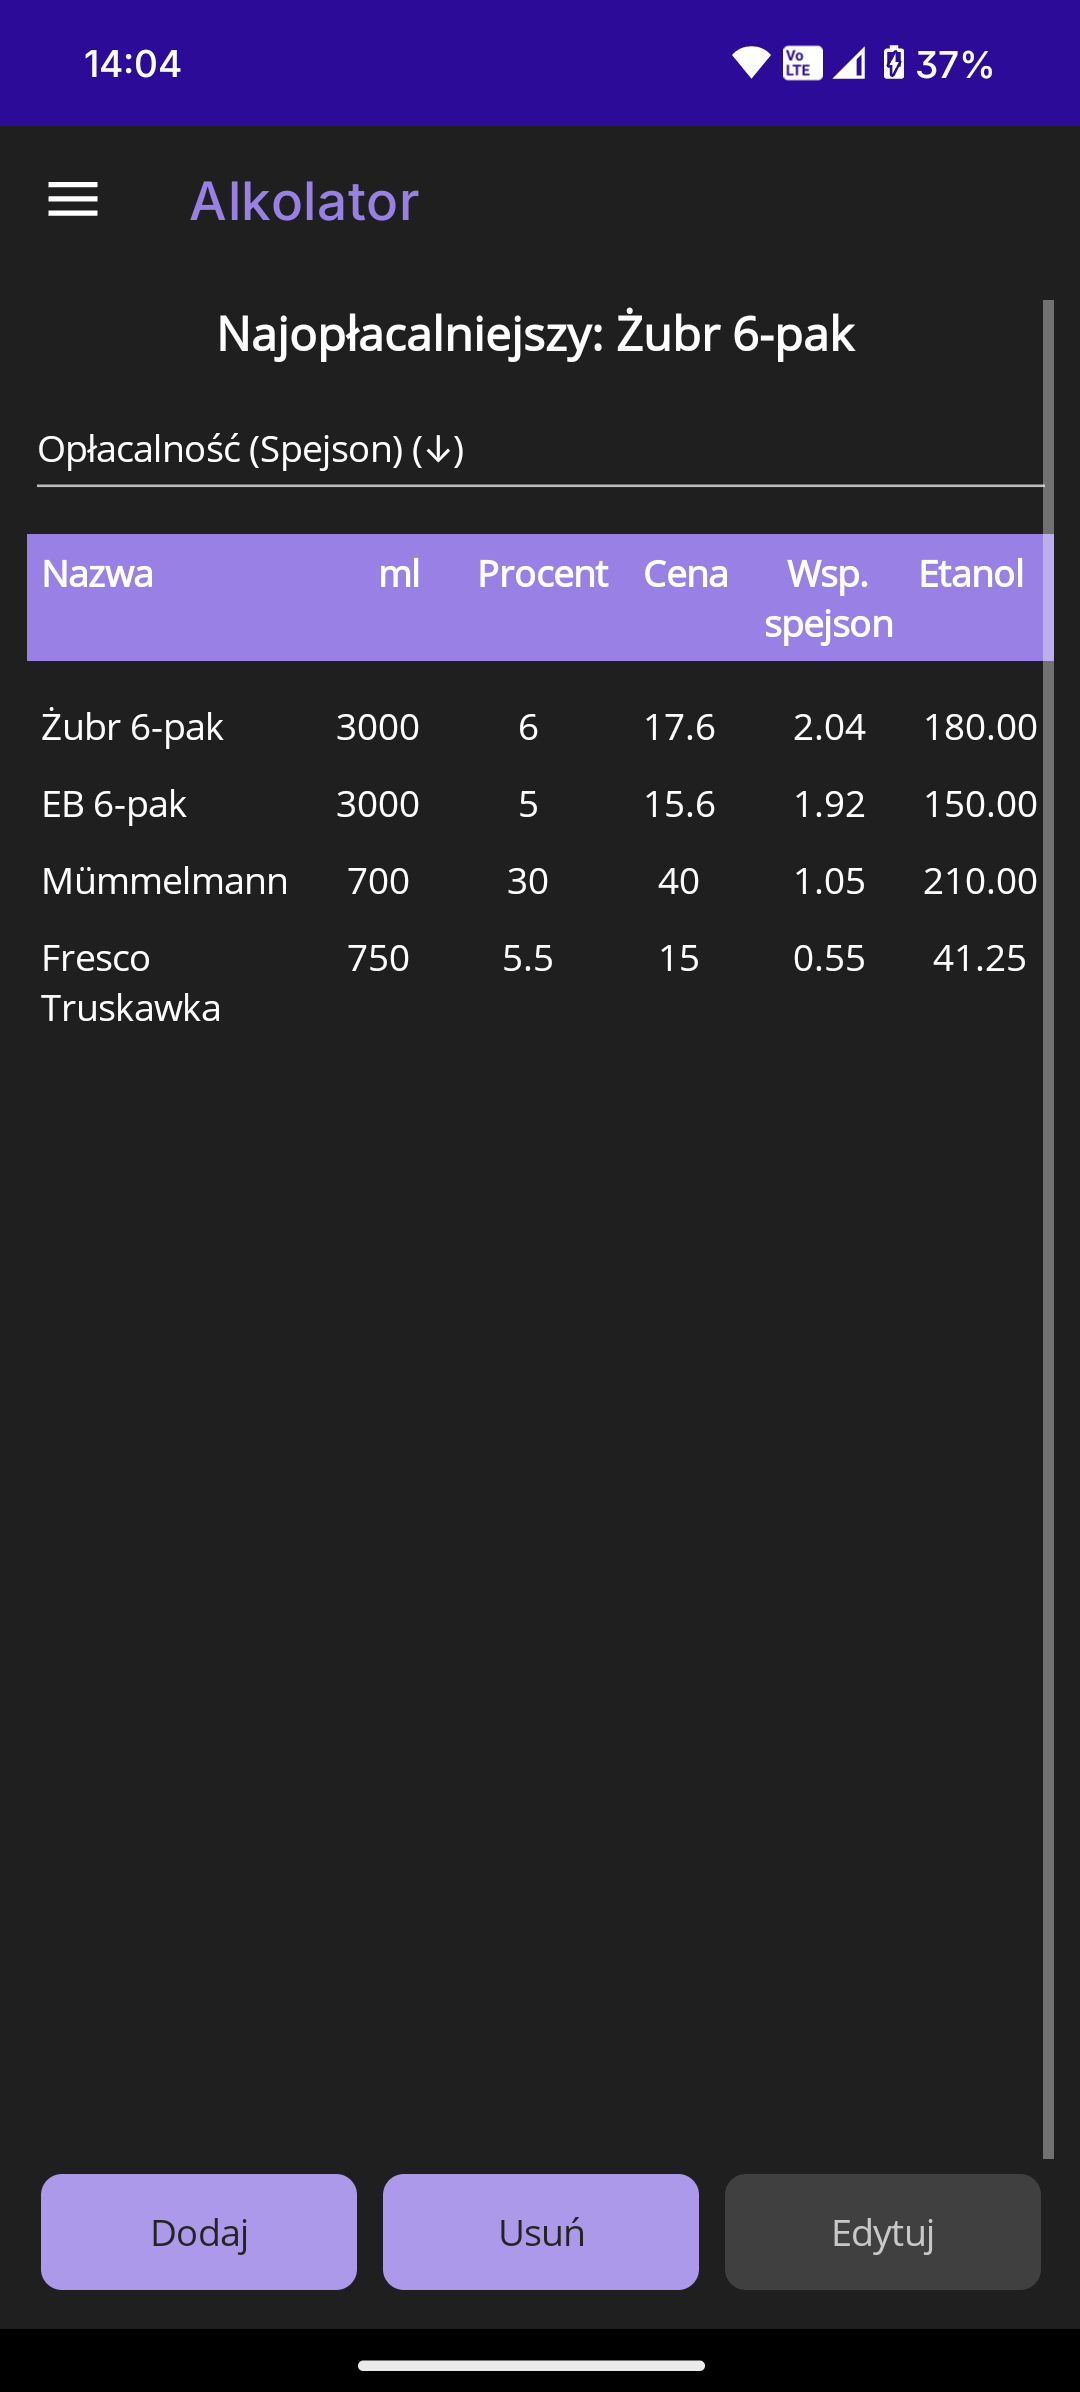 14:04 Vo LTE 37%
Alkolator
Najopłacalniejszy: Żubr 6-pak
Opłacalność (Spejson) (↓)
Nazwa ml Procent Cena Wsp. spejson Etanol
Żubr 6-pak 3000 6 17.6 2.04 180.00
EB 6-pak 3000 5 15.6 1.92 150.00
Mümmelmann 700 30 40 1.05 210.00
Fresco 750 5.5 15 0.55 41.25
Truskawka
Dodaj Usuń Edytuj